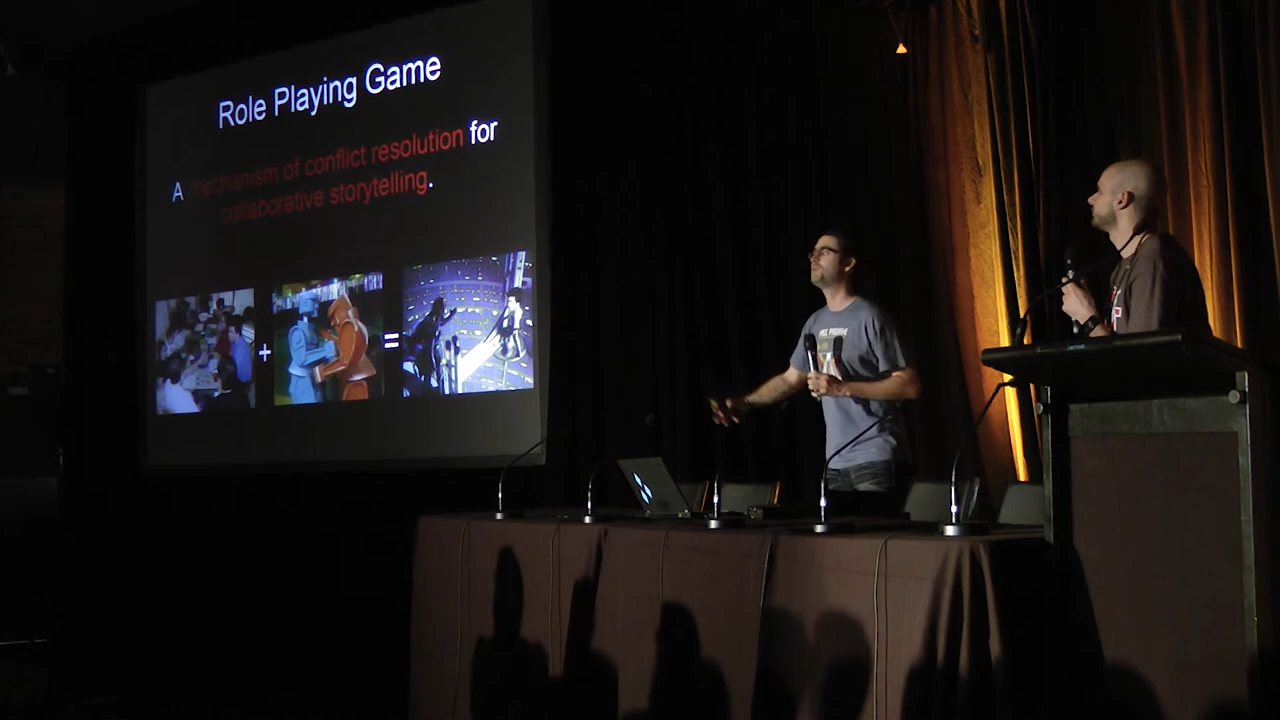 Role Playing Game
A mechanism of conflict resolution for
collaborative storytelling.
+ =